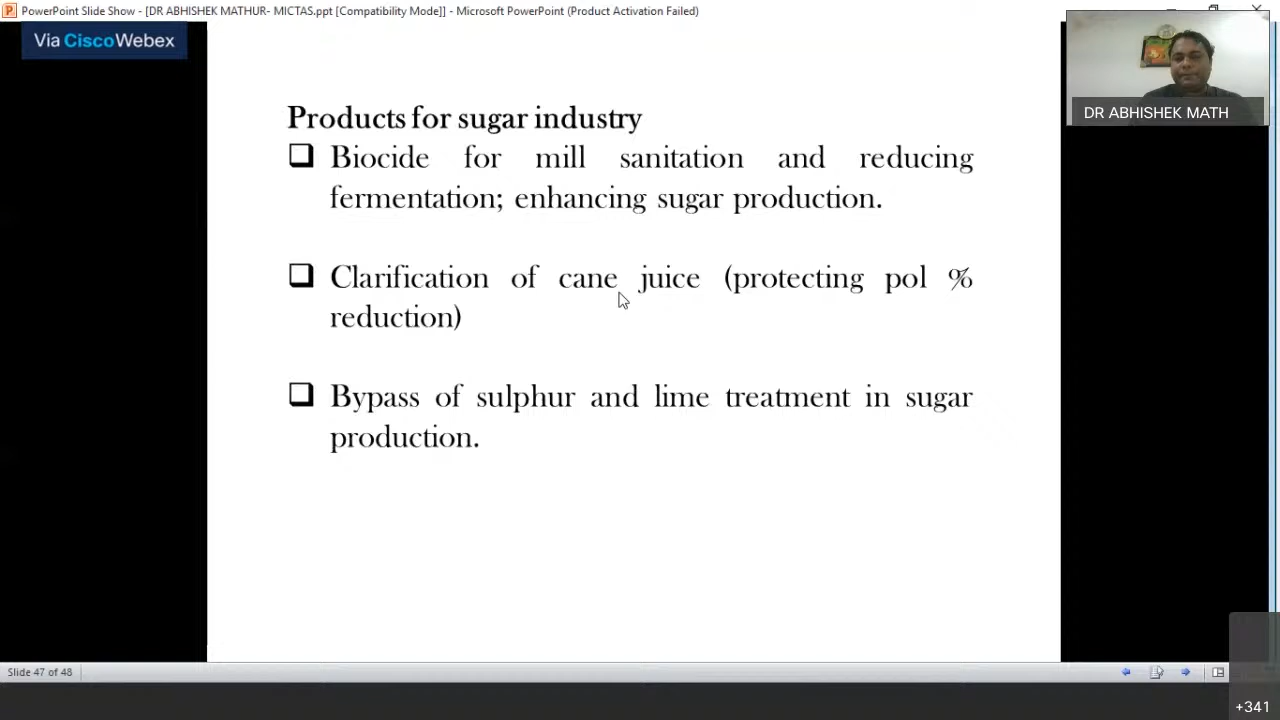 PowerPoint Slide Show - [DR ABHISHEK MATHUR- MICTAS.ppt [Compatibility Mode]] - Microsoft PowerPoint (Product Activation Failed)
Via CiscoWebex
DR ABHISHEK MATH
Products for sugar industry
Biocide for mill sanitation and reducing
fermentation; enhancing sugar production.
Clarification of cane juice (protecting pol %
reduction)
Bypass of sulphur and lime treatment in sugar
production.
Slide 47 of 48
+341